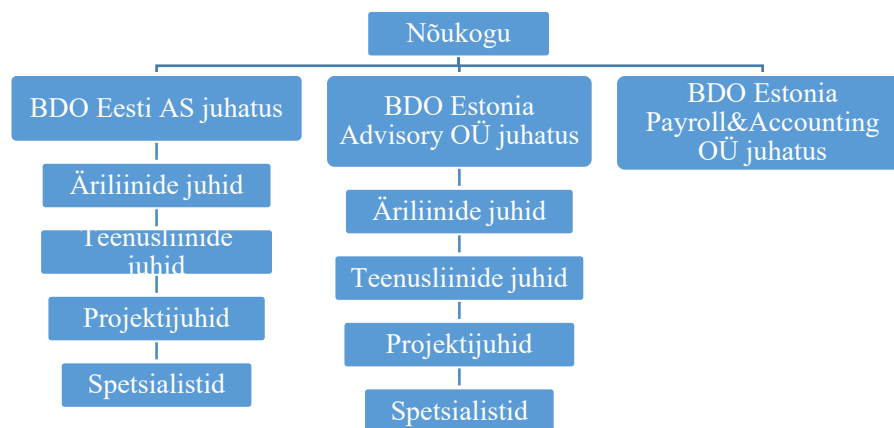 Nõukogu
BDO Eesti AS juhatus
Äriliinide juhid
Teenusliinide
juhid
Projektijuhid
Spetsialistid
BDO Estonia
Advisory OÜ juhatus
Äriliinide juhid
Teenusliinide juhid
Projektijuhid
Spetsialistid
BDO Estonia
Payroll&Accounting
OÜ juhatus